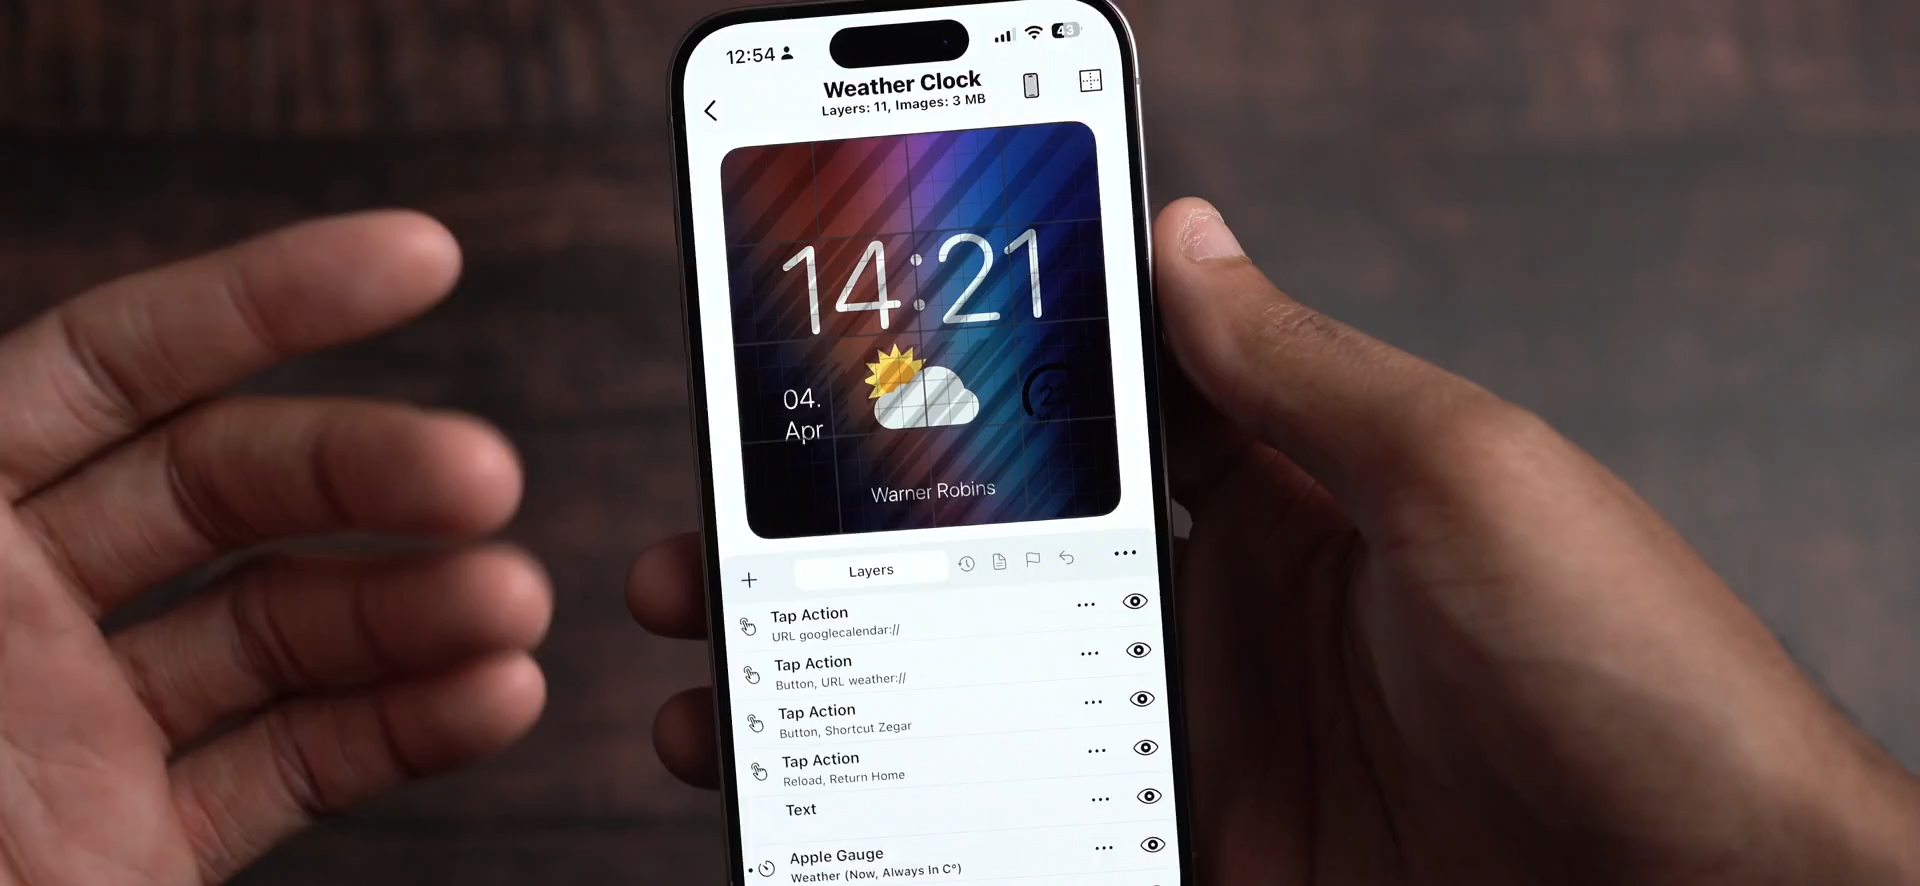 12:54
43
Weather Clock
Layers: 11, Images: 3 MB
14:21
04.
Apr
Warner Robins
Layers
Tap Action
URL googlecalendar://
Tap Action
Button, URL weather://
Tap Action
Button, Shortcut Zegar
Tap Action
Reload, Return Home
Text
Apple Gauge
Weather (Now, Always In C°)